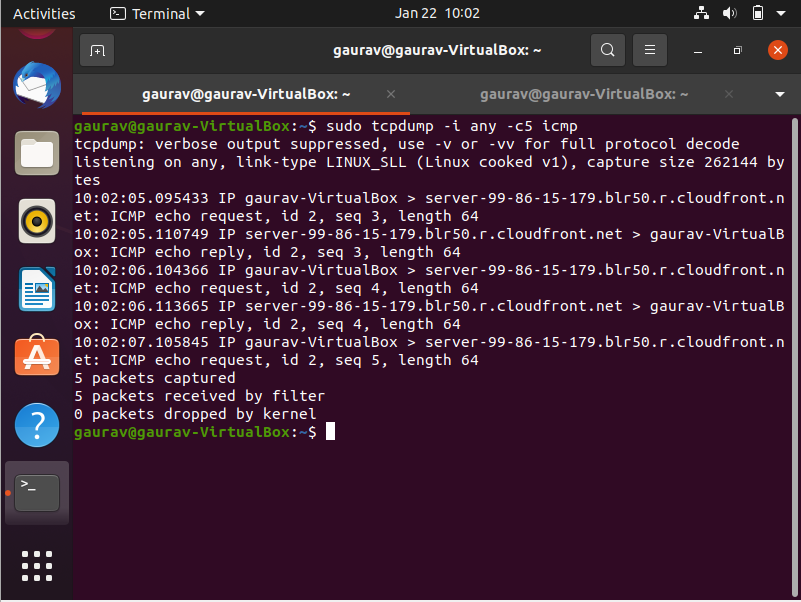 Activities
Terminal
Jan 22 10:02
gaurav@gaurav-VirtualBox: ~
gaurav@gaurav-VirtualBox: ~
gaurav@gaurav-VirtualBox: ~
gaurav@gaurav-VirtualBox:~$ sudo tcpdump -i any -c5 icmp
tcpdump: verbose output suppressed, use -v or -vv for full protocol decode
listening on any, link-type LINUX_SLL (Linux cooked v1), capture size 262144 by
tes
10:02:05.095433 IP gaurav-VirtualBox > server-99-86-15-179.blr50.r.cloudfront.n
et: ICMP echo request, id 2, seq 3, length 64
10:02:05.110749 IP server-99-86-15-179.blr50.r.cloudfront.net > gaurav-VirtualB
ox: ICMP echo reply, id 2, seq 3, length 64
10:02:06.104366 IP gaurav-VirtualBox > server-99-86-15-179.blr50.r.cloudfront.n
et: ICMP echo request, id 2, seq 4, length 64
10:02:06.113665 IP server-99-86-15-179.blr50.r.cloudfront.net > gaurav-VirtualB
ox: ICMP echo reply, id 2, seq 4, length 64
10:02:07.105845 IP gaurav-VirtualBox > server-99-86-15-179.blr50.r.cloudfront.n
et: ICMP echo request, id 2, seq 5, length 64
5 packets captured
5 packets received by filter
0 packets dropped by kernel
gaurav@gaurav-VirtualBox:~$